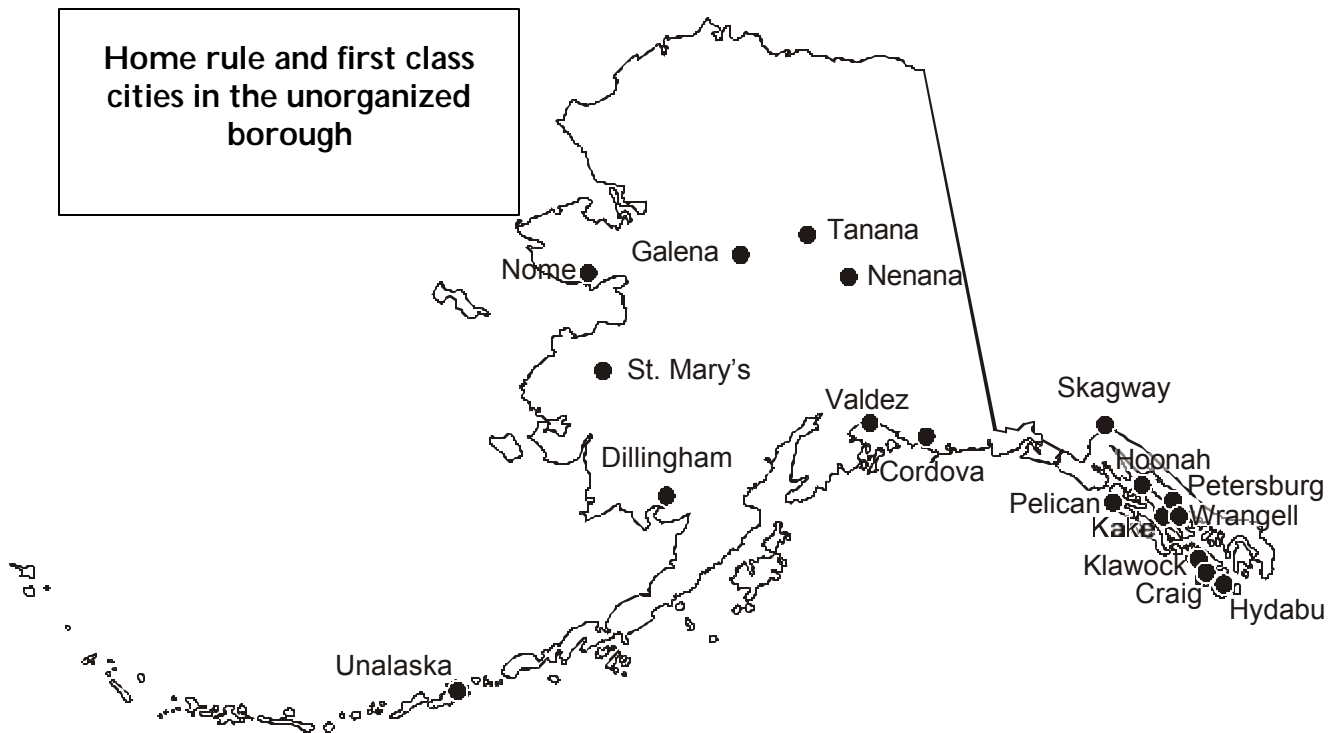 Home rule and first class
cities in the unorganized
borough
Tanana
Galena
Nome
Nenana
St. Mary’s
Skagway
Valdez
Dillingham
Hoonah
Cordova
Petersburg
Pelican
Wrangell
Kake
Klawock
Craig
Hydabu
Unalaska